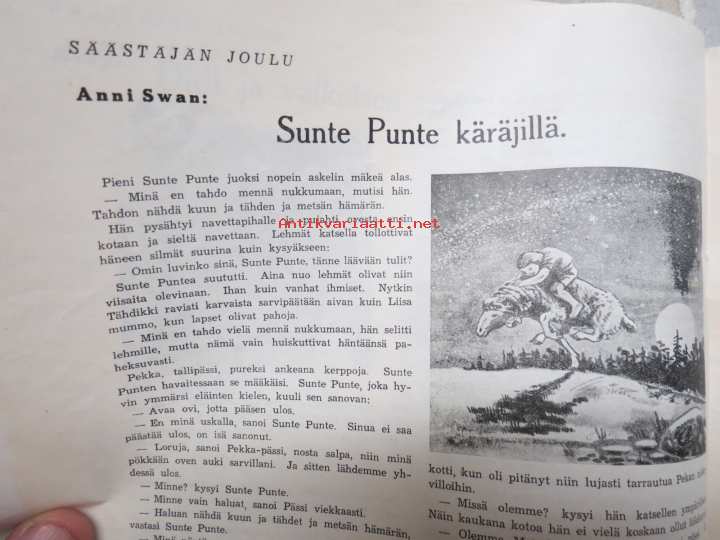 SÄÄSTÄJÄN JOULU
Anni Swan:
Sunte Punte käräjillä.
Pieni Sunte Punte juoksi nopein askelin mäkeä alas.
— Minä en tahdo mennä nukkumaan, mutisi hän.
Tahdon nähdä kuun ja tähden ja metsän hämärän.
Hän pysähtyi navettapihalle ja pujahti ovesta ensin
kotaan ja sieltä navettaan. Lehmät katsella tollottivat
häneen silmät suurina kuin kysyäkseen:
— Omin luvinko sinä, Sunte Punte, tänne läävään tulit?
Sunte Puntea suututti. Aina nuo lehmät olivat niin
viisaita olevinaan. Ihan kuin vanhat ihmiset. Nytkin
Tähdikki ravisti karvaista sarvipäätään aivan kuin Liisa
mummo, kun lapset olivat pahoja.
— Minä en tahdo vielä mennä nukkumaan, hän selitti
lehmille, mutta nämä vain huiskuttivat häntäänsä pa-
heksuvasti.
Pekka, tallipässi, pureksi ankeana kerppoja. Sunte
Punten havaitessaan se määkäisi. Sunte Punte, joka hy-
vin ymmärsi eläinten kielen, kuuli sen sanovan:
— Avaa ovi, jotta pääsen ulos.
— En minä uskalla, sanoi Sunte Punte. Sinua ei saa
päästää ulos, on isä sanonut.
— Loruja, sanoi Pekka-pässi, nosta salpa, niin minä
pökkään oven auki sarvillani. Ja sitten lähdemme yh-
dessä ulos.
— Minne? kysyi Sunte Punte.
— Minne vain haluat, sanoi Pässi viekkaasti.
— Haluan nähdä kuun ja tähdet ja metsän hämärän,
vastasi Sunte Punte.
kotti, kun oli pitänyt niin lujasti tarrautua Pekan
villoihin.
— Missä olemme? kysyi hän katsellen
Näin kaukana kotoa hän ei vielä koskaan ollut
— Olemme
Antikvariaatti.net